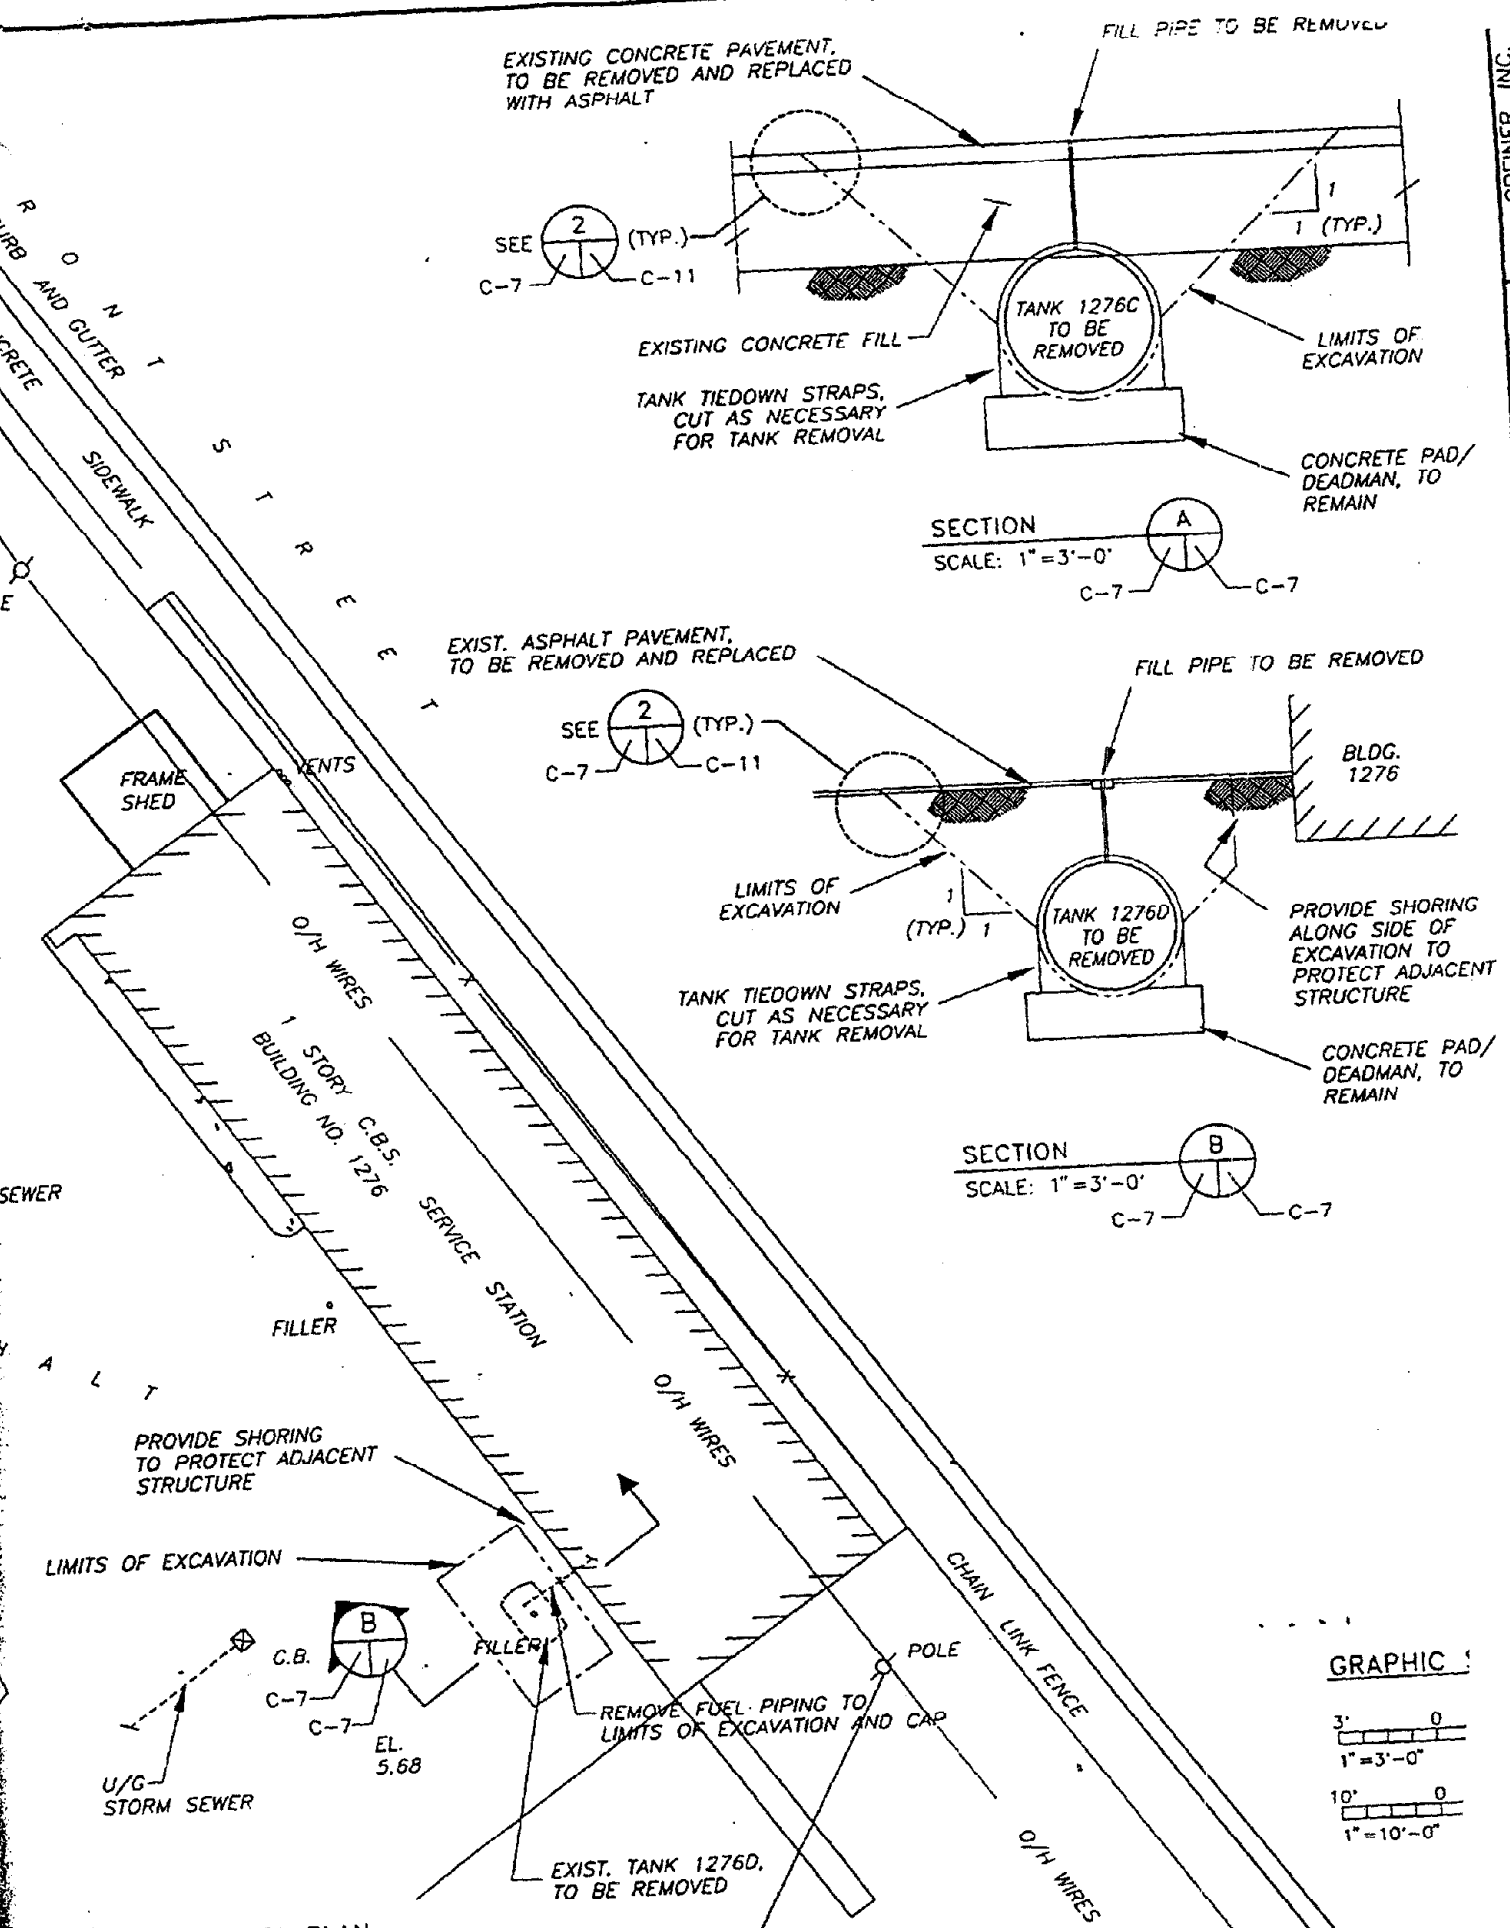 FILL PIPE TO BE REMOVED
EXISTING CONCRETE PAVEMENT,
TO BE REMOVED AND REPLACED
WITH ASPHALT
INC.
SEE
2
(TYP.)
C-7
C-11
1
1 (TYP.)
TANK 1276C
TO BE
REMOVED
EXISTING CONCRETE FILL
LIMITS OF
EXCAVATION
TANK TIEDOWN STRAPS,
CUT AS NECESSARY
FOR TANK REMOVAL
CONCRETE PAD/
DEADMAN, TO
REMAIN
SECTION
A
SCALE: 1"=3'-0'
C-7
C-7
RONT STREET
URB AND GUTTER
CRETE
SIDEWALK
E
EXIST. ASPHALT PAVEMENT,
TO BE REMOVED AND REPLACED
FILL PIPE TO BE REMOVED
SEE
2
(TYP.)
C-7
C-11
BLDG.
1276
LIMITS OF
EXCAVATION
1
(TYP.) 1
TANK 1276D
TO BE
REMOVED
PROVIDE SHORING
ALONG SIDE OF
EXCAVATION TO
PROTECT ADJACENT
STRUCTURE
TANK TIEDOWN STRAPS,
CUT AS NECESSARY
FOR TANK REMOVAL
CONCRETE PAD/
DEADMAN, TO
REMAIN
SECTION
B
SCALE: 1"=3'-0'
C-7
C-7
FRAME
SHED
VENTS
O/H WIRES
1 STORY C.B.S. SERVICE STATION
BUILDING NO. 1276
SEWER
FILLER
A L T
O/H WIRES
PROVIDE SHORING
TO PROTECT ADJACENT
STRUCTURE
LIMITS OF EXCAVATION
B
C.B.
C-7
C-7
EL.
5.68
FILLER
U/G
STORM SEWER
REMOVE FUEL PIPING TO
LIMITS OF EXCAVATION AND CAP
POLE
CHAIN LINK FENCE
EXIST. TANK 1276D,
TO BE REMOVED
O/H WIRES
GRAPHIC
3' 0
1"=3'-0"
10' 0
1"=10'-0"
PLAN